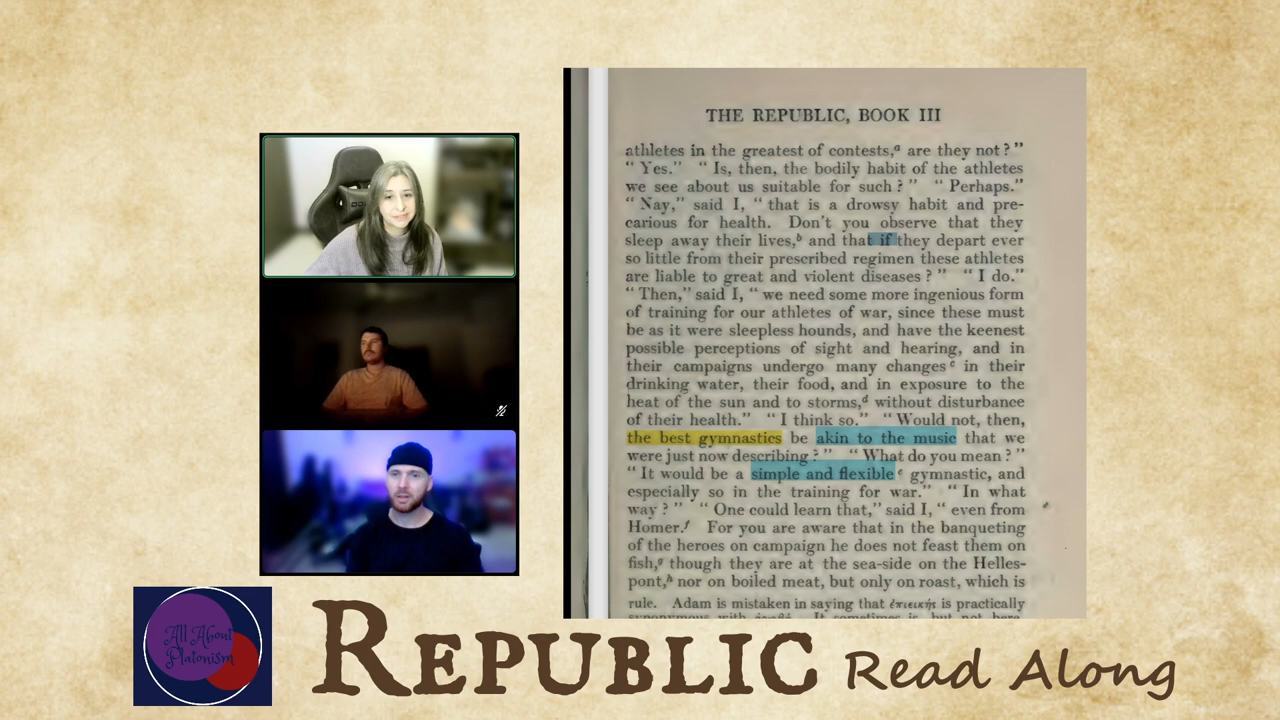 THE REPUBLIC, BOOK III
athletes in the greatest of contests,ᵃ are they not ? ”
“ Yes.” “ Is, then, the bodily habit of the athletes
we see about us suitable for such ? ” “ Perhaps.”
“ Nay,” said I, “ that is a drowsy habit and pre-
carious for health. Don’t you observe that they
sleep away their lives,ᵇ and that if they depart ever
so little from their prescribed regimen these athletes
are liable to great and violent diseases ? ” “ I do.”
“ Then,” said I, “ we need some more ingenious form
of training for our athletes of war, since these must
be as it were sleepless hounds, and have the keenest
possible perceptions of sight and hearing, and in
their campaigns undergo many changes ᶜ in their
drinking water, their food, and in exposure to the
heat of the sun and to storms,ᵈ without disturbance
of their health.” “ I think so.” “ Would not, then,
the best gymnastics be akin to the music that we
were just now describing ? ” “ What do you mean ? ”
“ It would be a simple and flexible ᵉ gymnastic, and
especially so in the training for war.” “ In what
way ? ” “ One could learn that,” said I, “ even from
Homer.ᶠ For you are aware that in the banqueting
of the heroes on campaign he does not feast them on
fish,ᵍ though they are at the sea-side on the Helles-
pont,ʰ nor on boiled meat, but only on roast, which is
rule. Adam is mistaken in saying that ἐπιεικής is practically
All About
Platonism
REPUBLIC Read Along